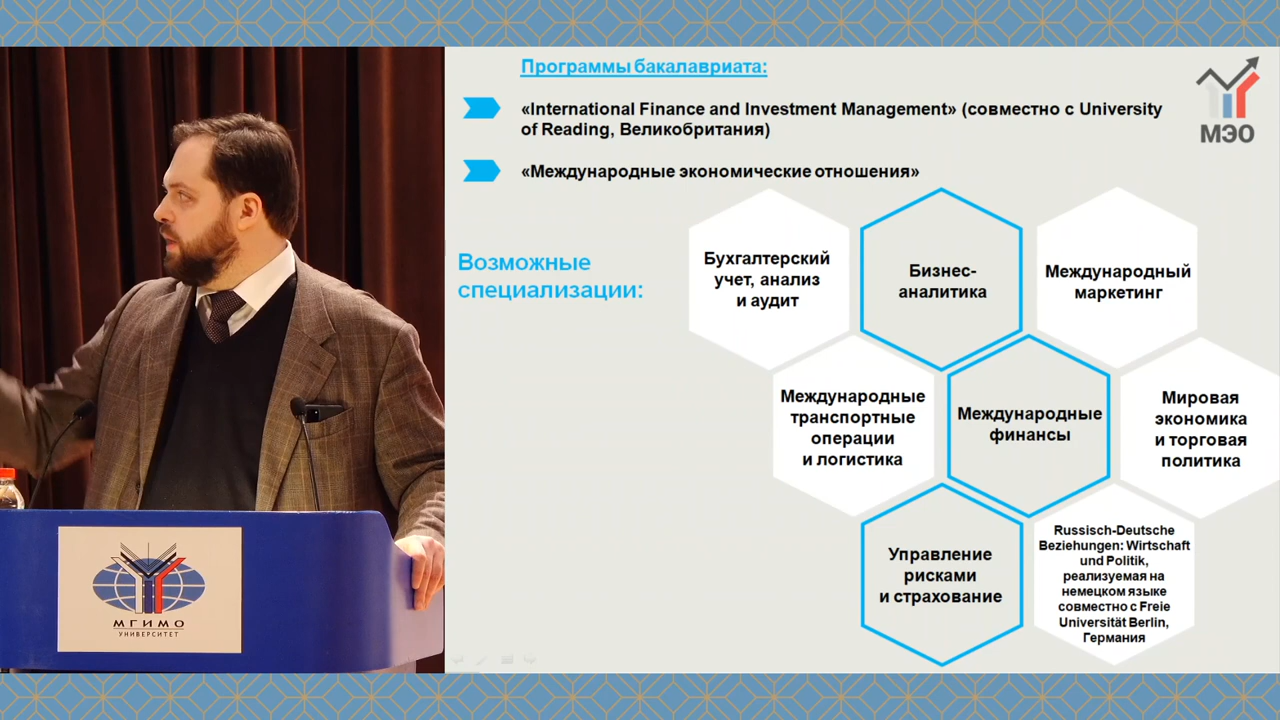 Программы бакалавриата:
«International Finance and Investment Management» (совместно с University
of Reading, Великобритания)
«Международные экономические отношения»
МЭО
Возможные
специализации:
Бухгалтерский
учет, анализ
и аудит
Бизнес-
аналитика
Международный
маркетинг
Международные
транспортные
операции
и логистика
Международные
финансы
Мировая
экономика
и торговая
политика
Управление
рисками
и страхование
Russisch-Deutsche
Beziehungen: Wirtschaft
und Politik,
реализуемая на
немецком языке
совместно с Freie
Universität Berlin,
Германия
МГИМО
УНИВЕРСИТЕТ